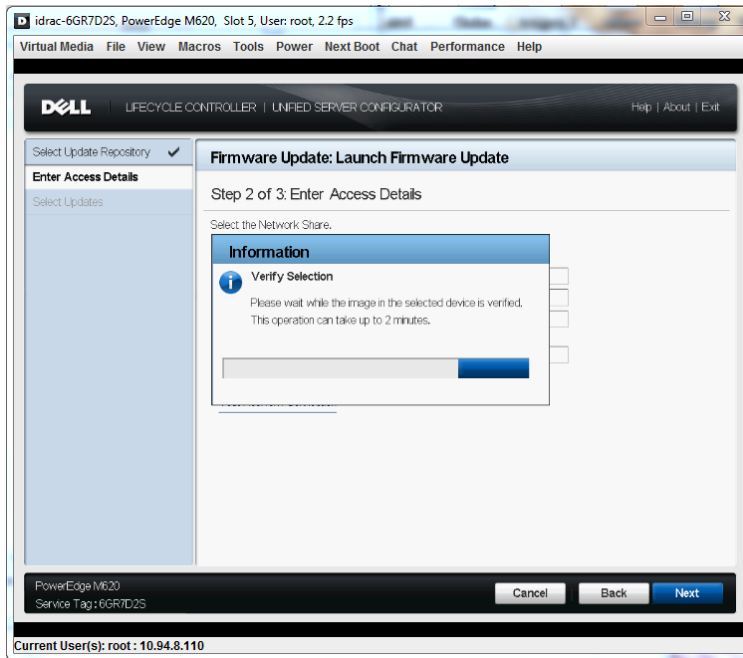 idrac-6GR7D2S, PowerEdge M620, Slot 5, User: root, 2.2 fps
Virtual Media File View Macros Tools Power Next Boot Chat Performance Help
DELL LIFECYCLE CONTROLLER | UNIFIED SERVER CONFIGURATOR Help | About | Exit
Select Update Repository
Enter Access Details
Select Updates
Firmware Update: Launch Firmware Update
Step 2 of 3: Enter Access Details
Select the Network Share.
Information
Verify Selection
Please wait while the image in the selected device is verified.
This operation can take up to 2 minutes.
PowerEdge M620
Service Tag: 6GR7D2S
Cancel Back Next
Current User(s): root : 10.94.8.110